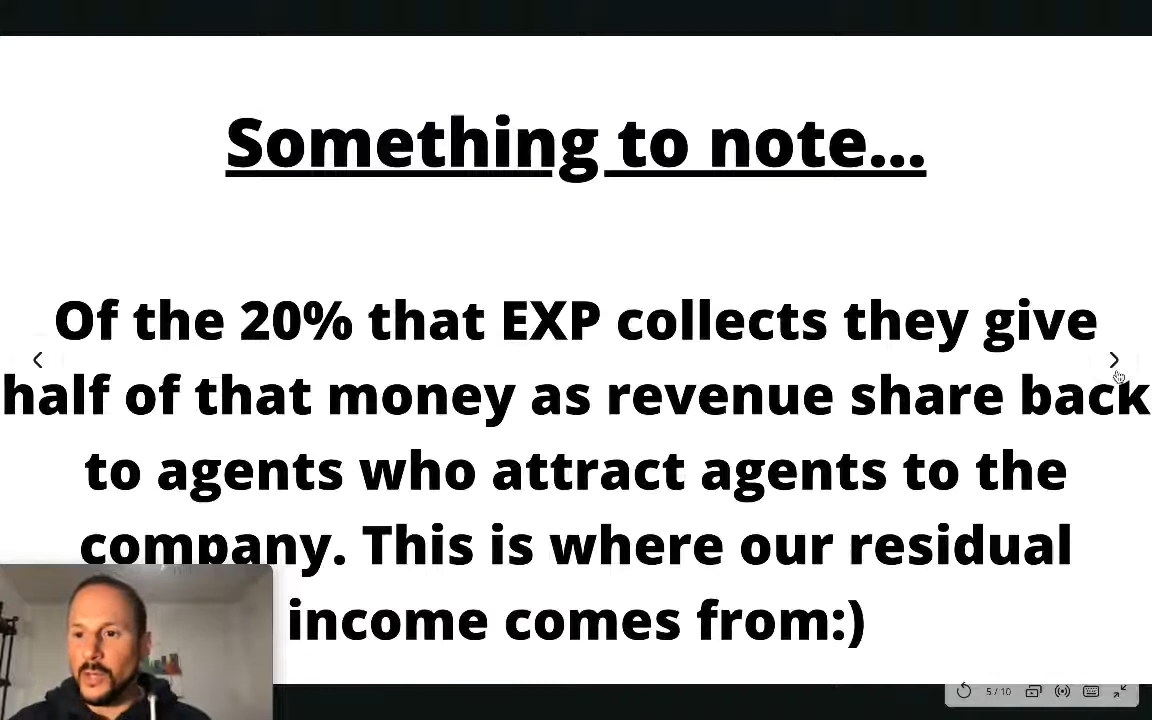 Something to note...
Of the 20% that EXP collects they give
half of that money as revenue share back
to agents who attract agents to the
company. This is where our residual
income comes from:)
5/10